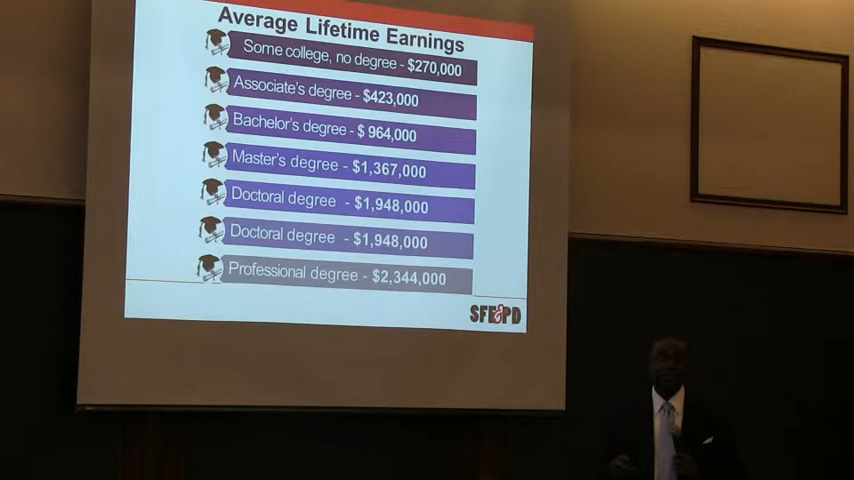 Average Lifetime Earnings
Some college, no degree - $270,000
Associate's degree - $423,000
Bachelor's degree - $ 964,000
Master's degree - $1,367,000
Doctoral degree - $1,948,000
Doctoral degree - $1,948,000
Professional degree - $2,344,000
SFE&PD